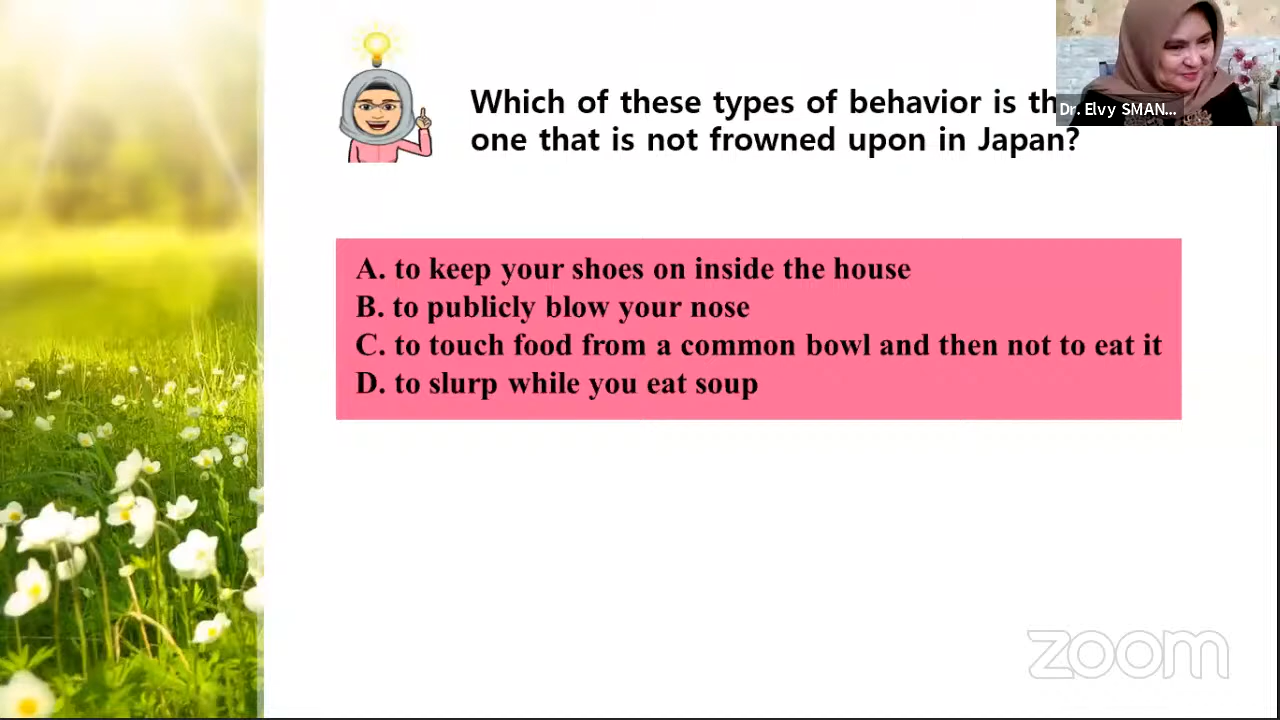 Which of these types of behavior is
one that is not frowned upon in Japan?
A. to keep your shoes on inside the house
B. to publicly blow your nose
C. to touch food from a common bowl and then not to eat it
D. to slurp while you eat soup
Dr. Elvy SMAN...
zoom